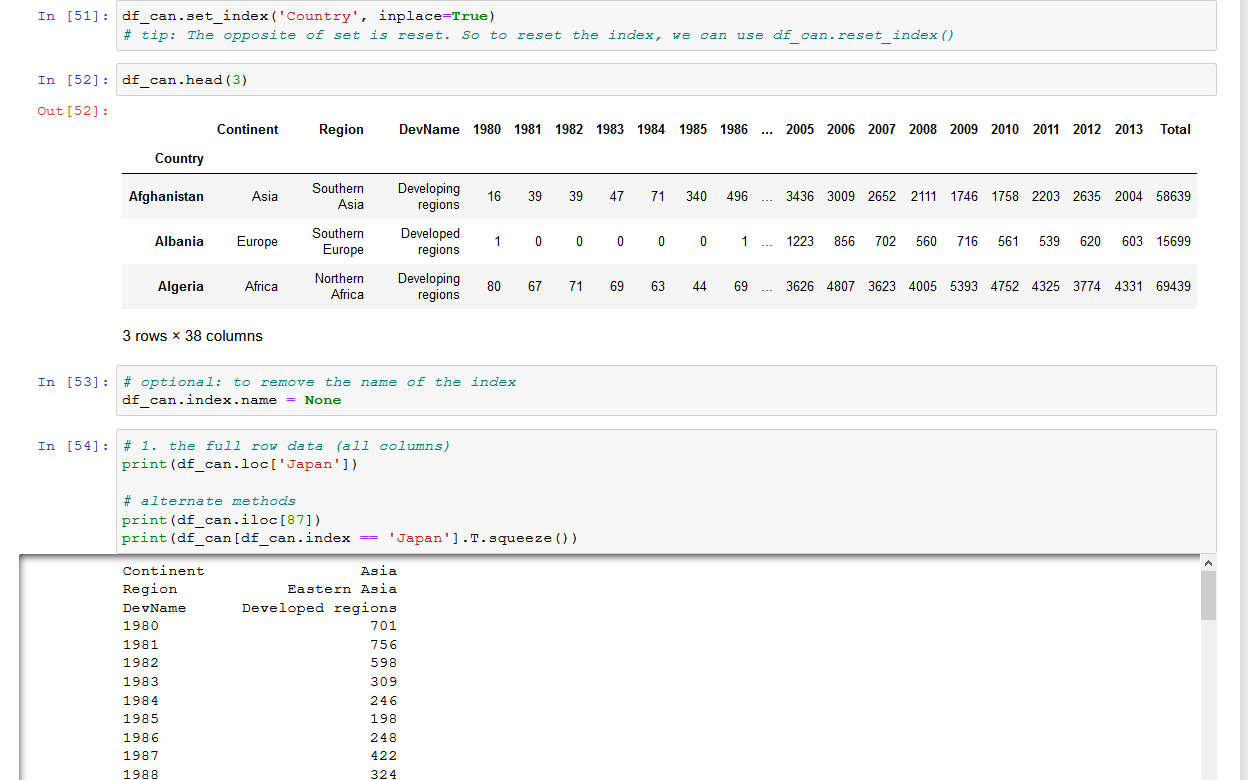 In [51]: df_can.set_index('Country', inplace=True)
# tip: The opposite of set is reset. So to reset the index, we can use df_can.reset_index()
In [52]: df_can.head(3)
Out[52]:
Continent Region DevName 1980 1981 1982 1983 1984 1985 1986 ... 2005 2006 2007 2008 2009 2010 2011 2012 2013 Total
Country
Afghanistan Asia Southern Asia Developing regions 16 39 39 47 71 340 496 ... 3436 3009 2652 2111 1746 1758 2203 2635 2004 58639
Albania Europe Southern Europe Developed regions 1 0 0 0 0 0 1 ... 1223 856 702 560 716 561 539 620 603 15699
Algeria Africa Northern Africa Developing regions 80 67 71 69 63 44 69 ... 3626 4807 3623 4005 5393 4752 4325 3774 4331 69439
3 rows × 38 columns
In [53]: # optional: to remove the name of the index
df_can.index.name = None
In [54]: # 1. the full row data (all columns)
print(df_can.loc['Japan'])
# alternate methods
print(df_can.iloc[87])
print(df_can[df_can.index == 'Japan'].T.squeeze())
Continent Asia
Region Eastern Asia
DevName Developed regions
1980 701
1981 756
1982 598
1983 309
1984 246
1985 198
1986 248
1987 422
1988 324